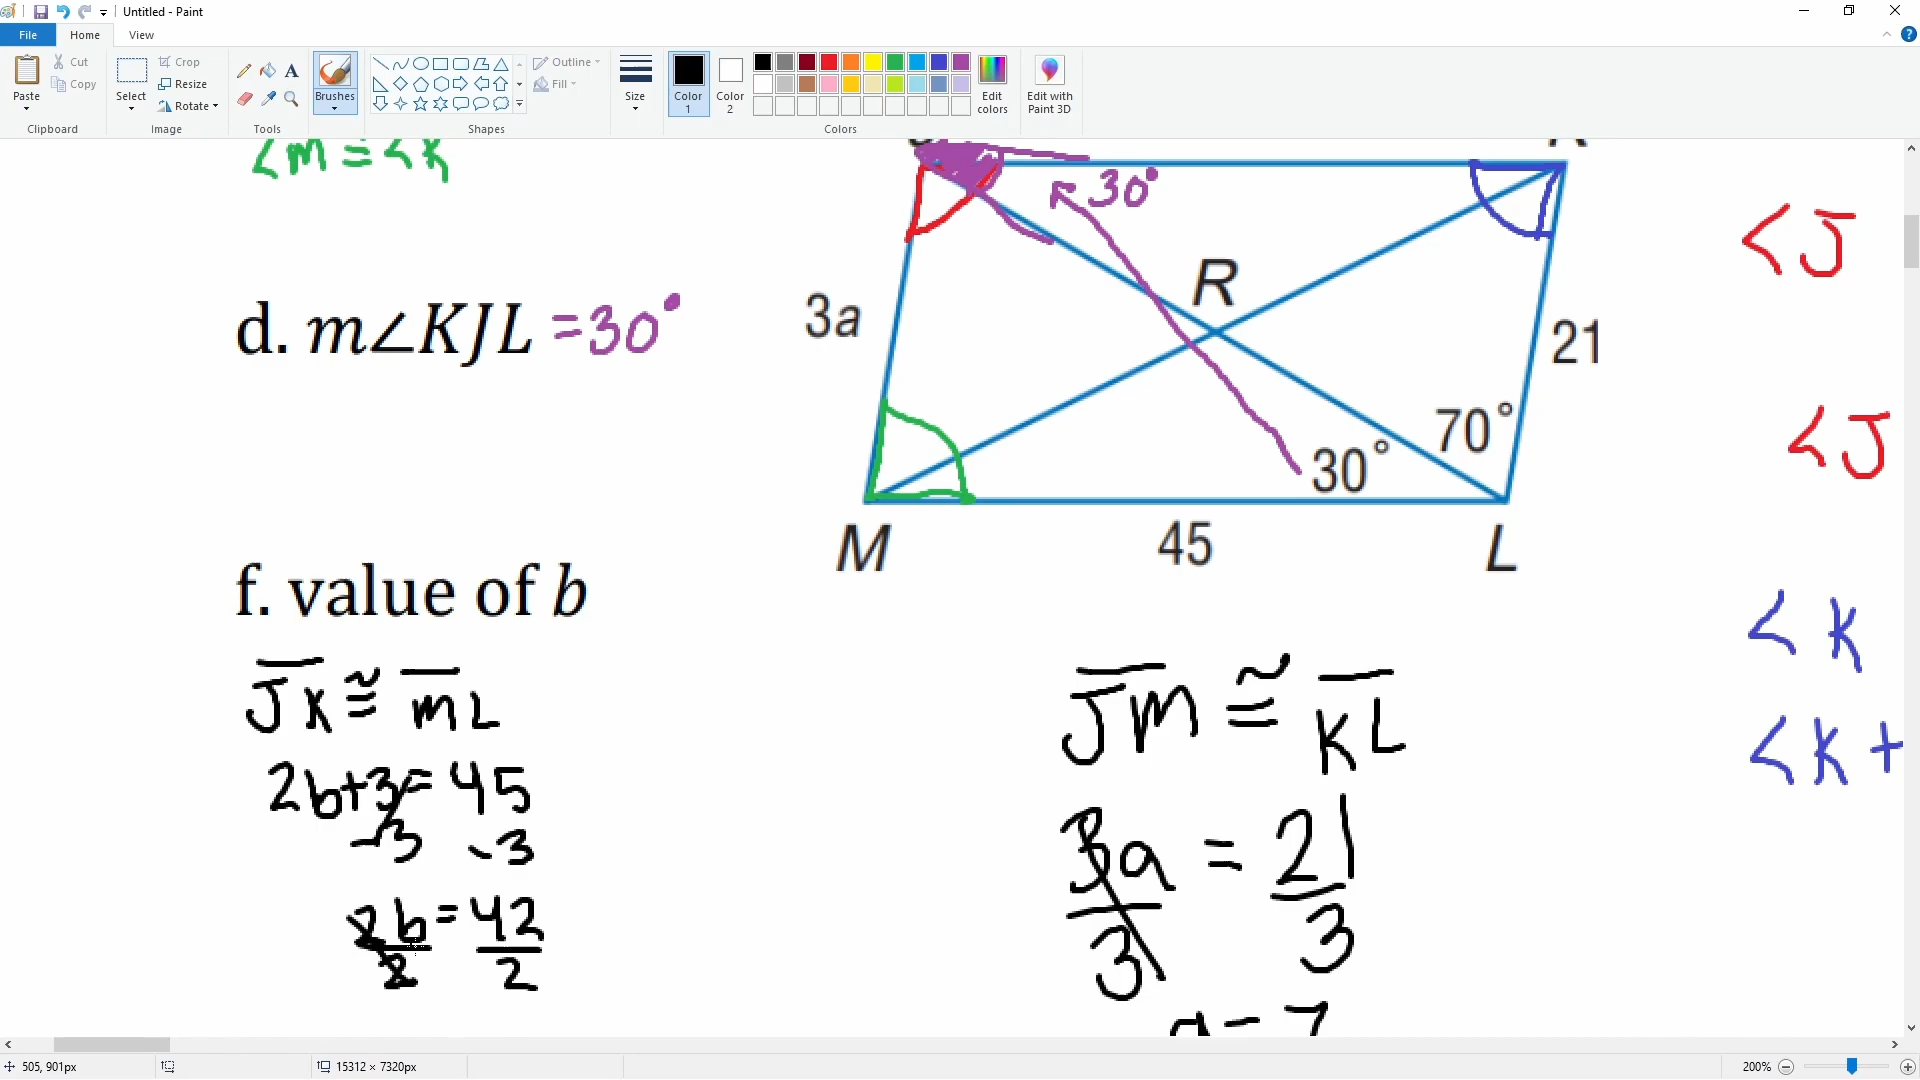 Untitled - Paint
File
Home
View
Paste
Cut
Copy
Clipboard
Select
Crop
Resize
Rotate
Image
Tools
Brushes
Shapes
Outline
Fill
Size
Color 1
Color 2
Colors
Edit colors
Edit with Paint 3D
<m ≅ <K
d. m∠KJL = 30°
30°
R
3a
21
70°
30°
M
45
L
f. value of b
JK ≅ mL
2b+3 = 45
-3 -3
2b = 42
2 2
Jm ≅ KL
3a = 21
3 3
a = 7
<J
<J
<K
<K +
505, 901px
15312 × 7320px
200%